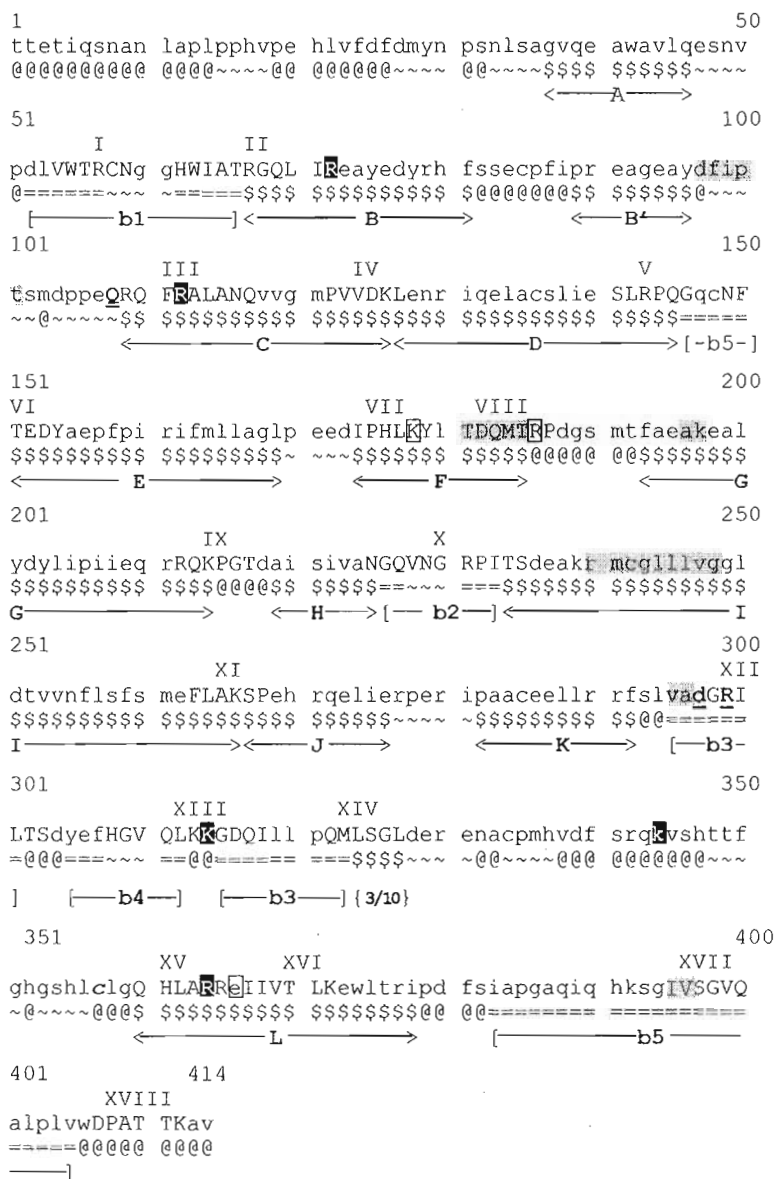 1 50
ttetiqsnan laplpphvpe hlvfdfdmyn psnlsagvqe awavlqesnv
@@@@@@@@@@ @@@@~~~~@@ @@@@@@~~~~ @@~~~~$$$$ $$$$$$~~~~
A
51 100
I II
pdlVWTRCNg gHWIATRGQL IReayedyrh fssecpfipr eageaydfip
@======~~~ ~=====$$$$ $$$$$$$$$$ $@@@@@@@$$ $$$$$$@~~~
[ b1 ] B B'
101 150
III IV V
tsmdppeQRQ FRALANQvvg mPVVDKLenr iqelacslie SLRPQGqcNF
~~@~~~~~$$ $$$$$$$$$$ $$$$$$$$$$ $$$$$$$$$$ $$$$$=====
C D [-b5-]
151 200
VI VII VIII
TEDYaepfpi rifmllaglp eedIPHLKYl TDQMTRPdgs mtfaeakeal
$$$$$$$$$$ $$$$$$$$$~ ~~~$$$$$$$ $$$$$@@@@@ @@$$$$$$$$
E F G
201 250
IX X
ydylipiieq rRQKPGTdai sivaNGQVNG RPITSdeakr mcglllvggl
$$$$$$$$$$ $$$$@@@@$$ $$$$$==~~~ ~===$$$$$$ $$$$$$$$$$
G H [ b2 ] I
251 300
XI XII
dtvvnflsfs meFLAKSPeh rqelierper ipaaceellr rfslvadGRI
$$$$$$$$$$ $$$$$$$$$$ $$$$$$~~~~ ~$$$$$$$$$ $$@@======
I J K [ b3-
301 350
XIII XIV
LTSdyefHGV QLKKGDQIll pQMLSGLder enacpmhvdf srqkvshttf
=@@@===~~~ ==@@====== ===$$$$~~~ ~@@~~~~@@@ @@@@@@@~~~
] [ b4 ] [ b3 ] {3/10}
351 400
XV XVI XVII
ghgshlclgQ HLARReIIVT LKewltripd fsiapgaqiq hksgIVSGVQ
~@~~~~@@@$ $$$$$$$$$$ $$$$$$$$@@ @@======== ==========
L [ b5
401 414
XVIII
alplvwDPAT TKav
=====@@@@@ @@@@
]